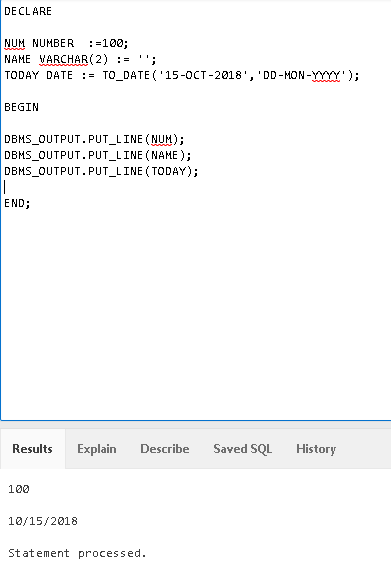 DECLARE
NUM NUMBER  :=100;
NAME VARCHAR(2) := '';
TODAY DATE := TO_DATE('15-OCT-2018','DD-MON-YYYY');
BEGIN
DBMS_OUTPUT.PUT_LINE(NUM);
DBMS_OUTPUT.PUT_LINE(NAME);
DBMS_OUTPUT.PUT_LINE(TODAY);
END;
Results Explain Describe Saved SQL History
100
10/15/2018
Statement processed.